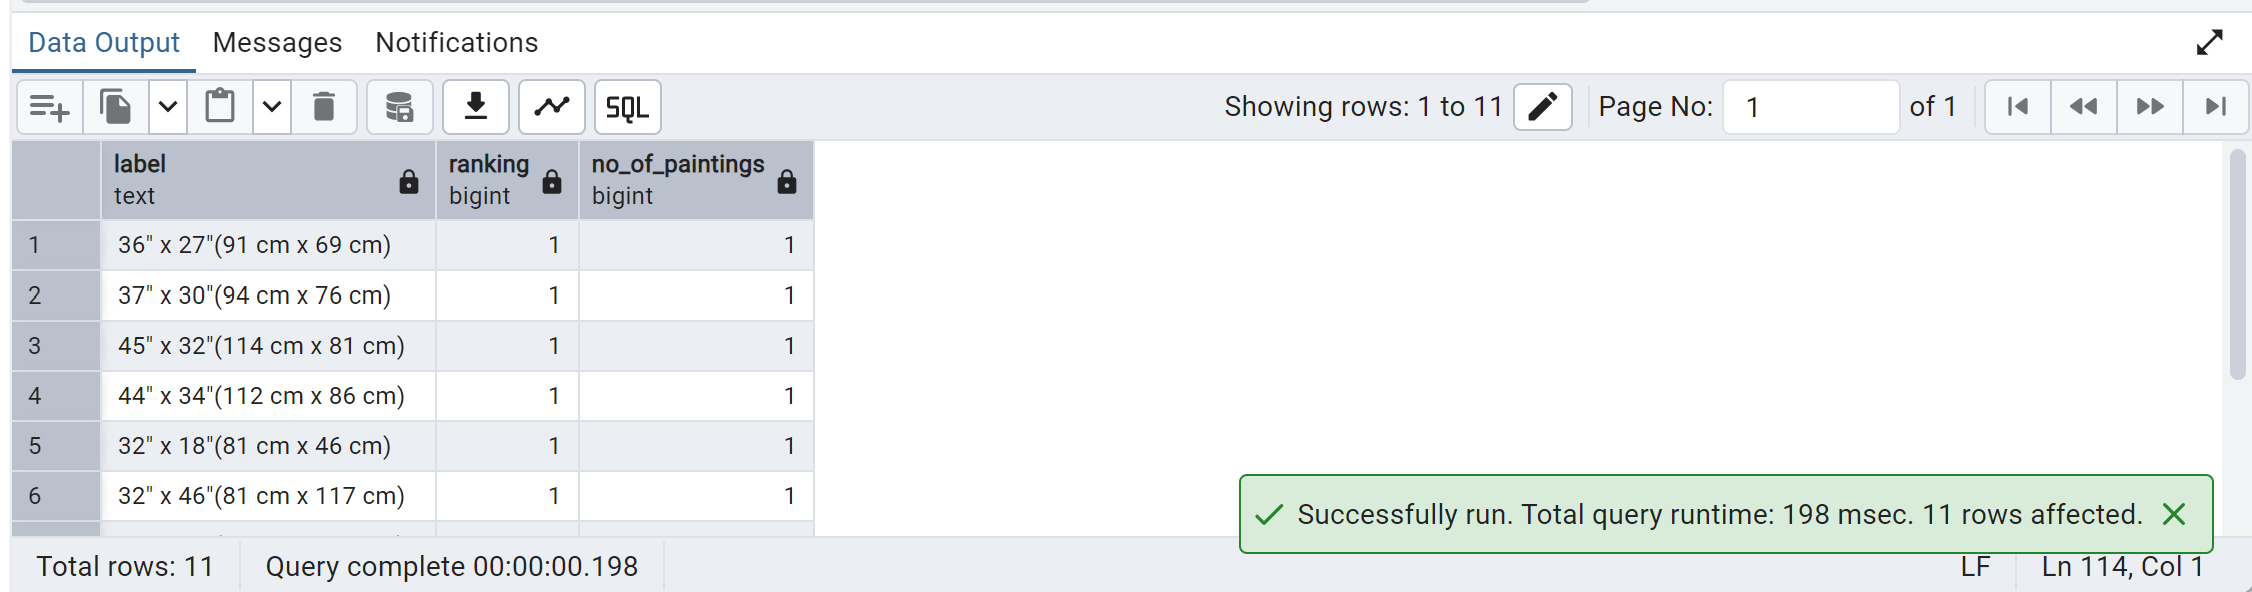 Data Output Messages Notifications
SQL Showing rows: 1 to 11 Page No: 1 of 1
label ranking no_of_paintings
text bigint bigint
1 36" x 27"(91 cm x 69 cm) 1 1
2 37" x 30"(94 cm x 76 cm) 1 1
3 45" x 32"(114 cm x 81 cm) 1 1
4 44" x 34"(112 cm x 86 cm) 1 1
5 32" x 18"(81 cm x 46 cm) 1 1
6 32" x 46"(81 cm x 117 cm) 1 1
Successfully run. Total query runtime: 198 msec. 11 rows affected.
Total rows: 11 Query complete 00:00:00.198 LF Ln 114, Col 1